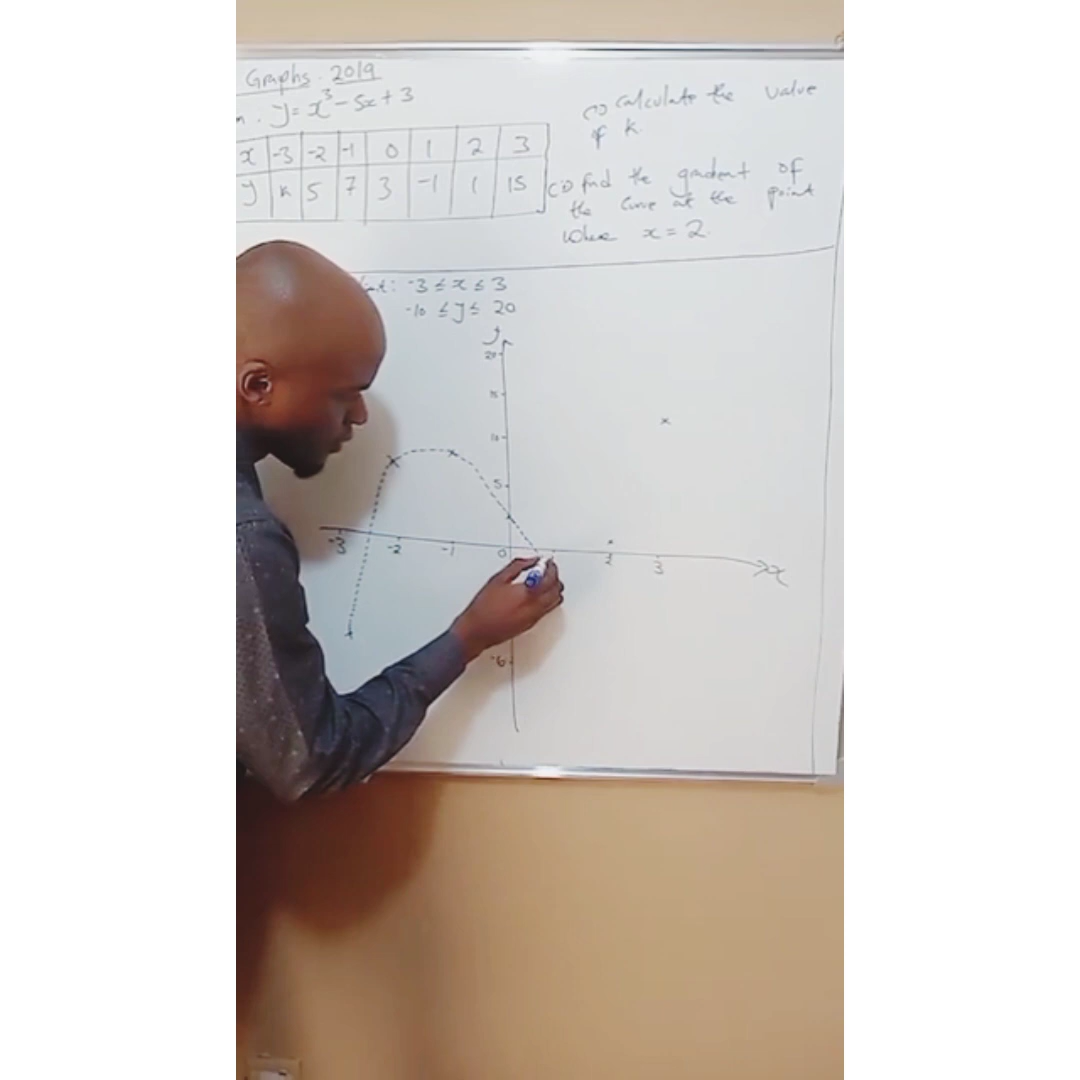 Graphs. 2019
y = x³ - 5x + 3
x -3 -2 -1 0 1 2 3
y k 5 7 3 -1 1 15
(i) calculate the value
of k.
(ii) find the gradient of
the curve at the point
where x = 2.
-3 ≤ x ≤ 3
-10 ≤ y ≤ 20
y
20
15
10
5
-3 -2 -1 0 2 3 x
-6